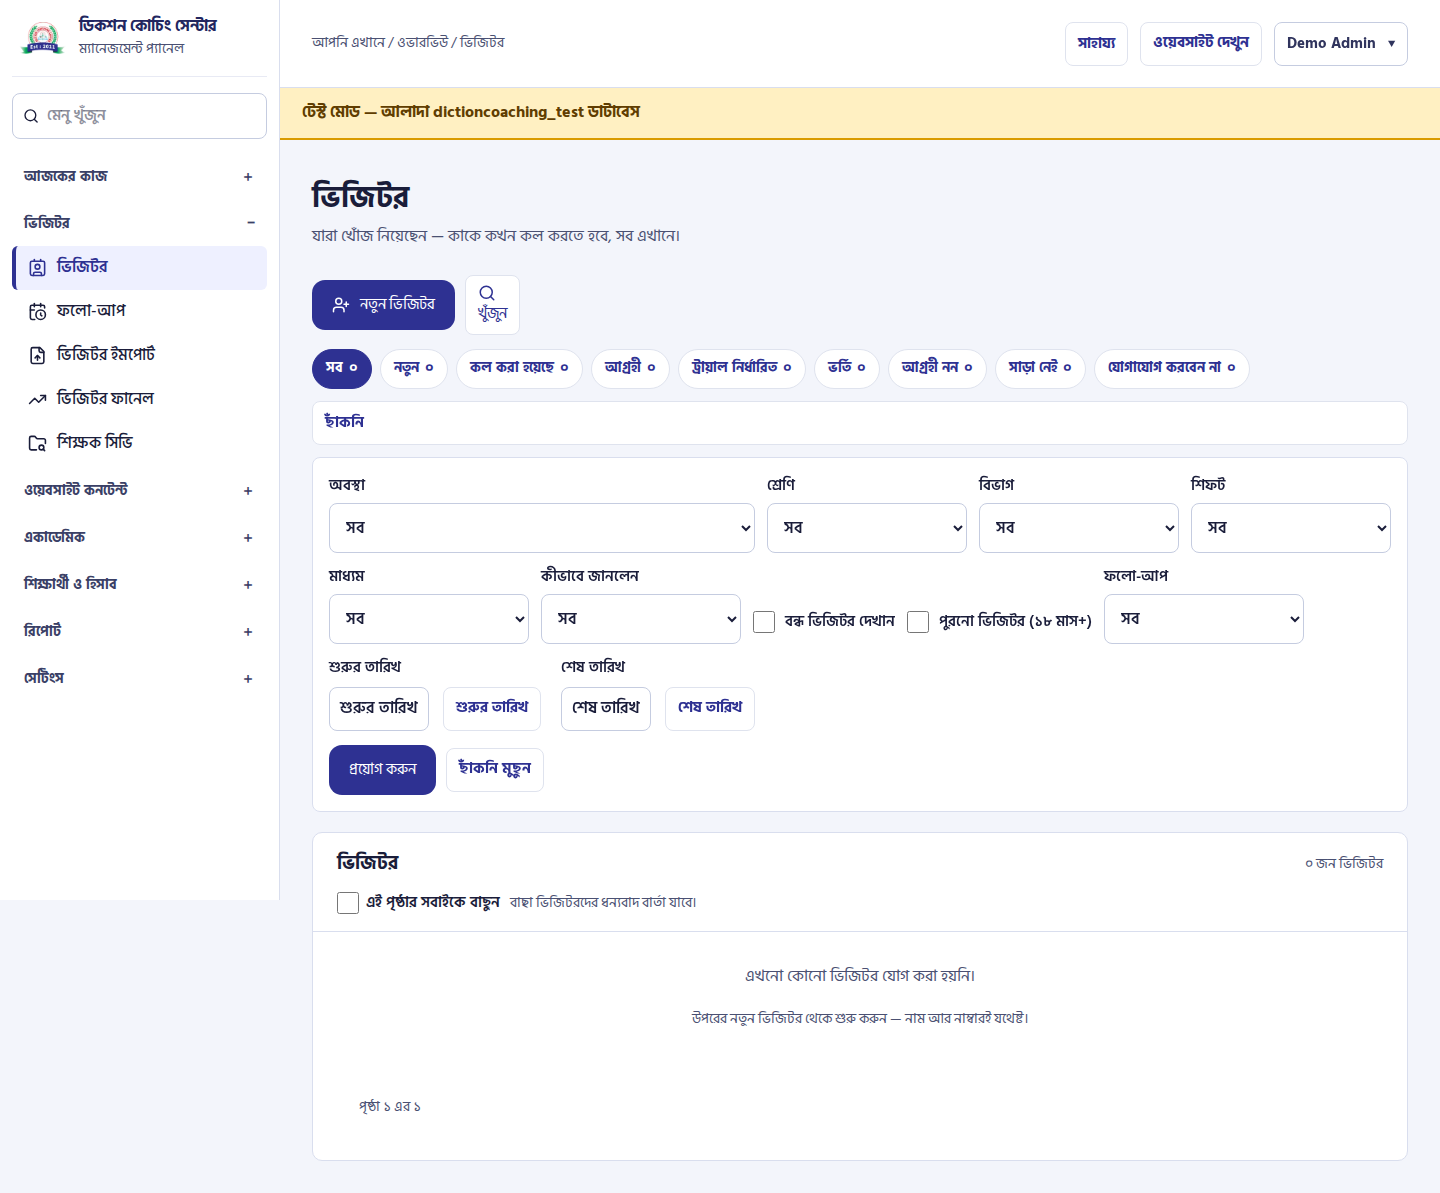 ডিকশন কোচিং সেন্টার
ম্যানেজমেন্ট প্যানেল
Est : 2011
মেনু খুঁজুন
আজকের কাজ +
ভিজিটর −
ভিজিটর
ফলো-আপ
ভিজিটর ইমপোর্ট
ভিজিটর ফানেল
শিক্ষক সিভি
ওয়েবসাইট কনটেন্ট +
একাডেমিক +
শিক্ষার্থী ও হিসাব +
রিপোর্ট +
সেটিংস +
আপনি এখানে / ওভারভিউ / ভিজিটর
সাহায্য
ওয়েবসাইট দেখুন
Demo Admin ▾
টেস্ট মোড — আলাদা dictioncoaching_test ডাটাবেস
ভিজিটর
যারা খোঁজ নিয়েছেন — কাকে কখন কল করতে হবে, সব এখানে।
নতুন ভিজিটর
খুঁজুন
সব ০ নতুন ০ কল করা হয়েছে ০ আগ্রহী ০ ট্রায়াল নির্ধারিত ০ ভর্তি ০ আগ্রহী নন ০ সাড়া নেই ০ যোগাযোগ করবেন না ০
ছাঁকনি
অবস্থা শ্রেণি বিভাগ শিফট
সব সব সব সব
মাধ্যম কীভাবে জানলেন ফলো-আপ
সব সব বন্ধ ভিজিটর দেখান পুরনো ভিজিটর (১৮ মাস+) সব
শুরুর তারিখ শেষ তারিখ
শুরুর তারিখ শুরুর তারিখ শেষ তারিখ শেষ তারিখ
প্রয়োগ করুন ছাঁকনি মুছুন
ভিজিটর ০ জন ভিজিটর
এই পৃষ্ঠার সবাইকে বাছুন বাছা ভিজিটরদের ধন্যবাদ বার্তা যাবে।
এখনো কোনো ভিজিটর যোগ করা হয়নি।
উপরের নতুন ভিজিটর থেকে শুরু করুন — নাম আর নাম্বারই যথেষ্ট।
পৃষ্ঠা ১ এর ১